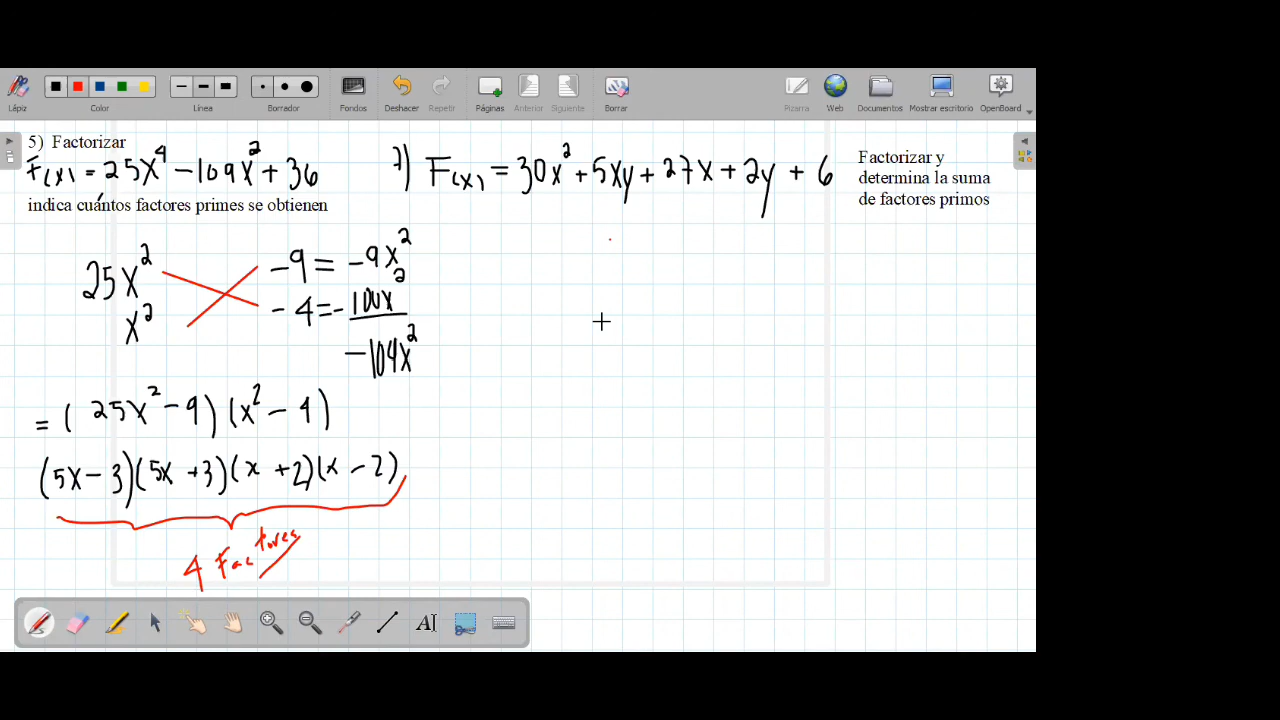 Lápiz Color Línea Borrador Fondos Deshacer Repetir Páginas Anterior Siguiente Borrar Pizarra Web Documentos Mostrar escritorio OpenBoard
5) Factorizar
F(x) = 25x⁴ - 109x² + 36
indica cuántos factores primes se obtienen
25x² -9 = -9x²
x² -4 = -100x²
-104x²
= (25x² - 9)(x² - 4)
(5x - 3)(5x + 3)(x + 2)(x - 2)
4 Factores
7) F(x) = 30x² + 5xy + 27x + 2y + 6
Factorizar y
determina la suma
de factores primos